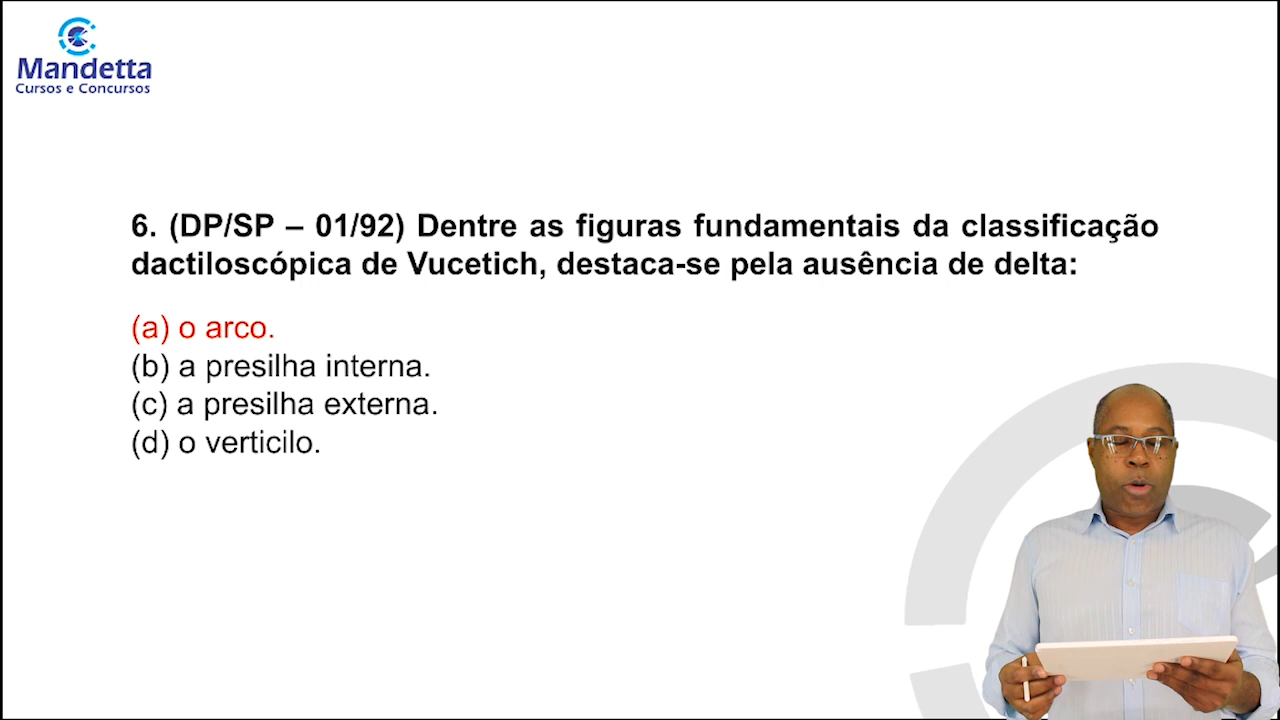 Mandetta
Cursos e Concursos
6. (DP/SP – 01/92) Dentre as figuras fundamentais da classificação
dactiloscópica de Vucetich, destaca-se pela ausência de delta:
(a) o arco.
(b) a presilha interna.
(c) a presilha externa.
(d) o verticilo.